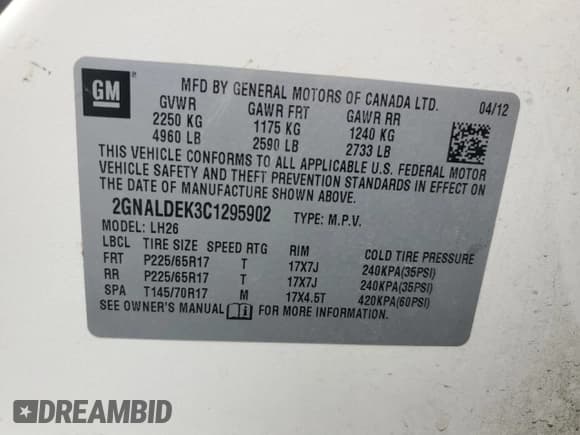 GM
MFD BY GENERAL MOTORS OF CANADA LTD.
04/12
GVWR GAWR FRT GAWR RR
2250 KG 1175 KG 1240 KG
4960 LB 2590 LB 2733 LB
THIS VEHICLE CONFORMS TO ALL APPLICABLE U.S. FEDERAL MOTOR
VEHICLE SAFETY AND THEFT PREVENTION STANDARDS IN EFFECT ON
THE DATE OF MANUFACTURE SHOWN ABOVE.
2GNALDEK3C1295902 TYPE: M.P.V.
MODEL: LH26
LBCL TIRE SIZE SPEED RTG RIM COLD TIRE PRESSURE
FRT P225/65R17 T 17X7J 240KPA(35PSI)
RR P225/65R17 T 17X7J 240KPA(35PSI)
SPA T145/70R17 M 17X4.5T 420KPA(60PSI)
SEE OWNER'S MANUAL FOR MORE INFORMATION.
DREAMBID